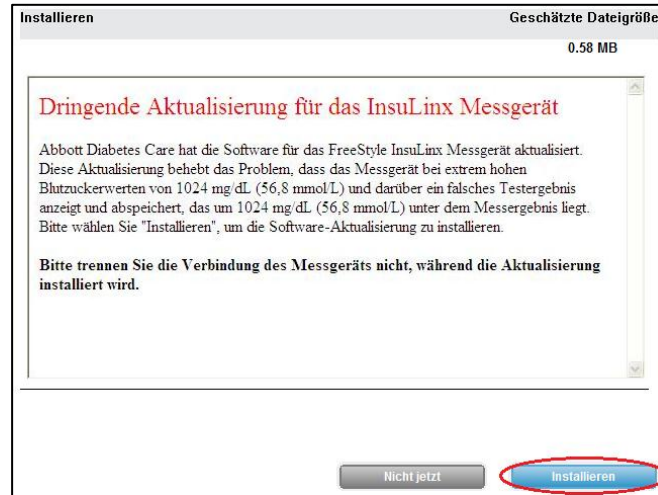 Installieren Geschätzte Dateigröße
0.58 MB
Dringende Aktualisierung für das InsuLinx Messgerät
Abbott Diabetes Care hat die Software für das FreeStyle InsuLinx Messgerät aktualisiert.
Diese Aktualisierung behebt das Problem, dass das Messgerät bei extrem hohen
Blutzuckerwerten von 1024 mg/dL (56,8 mmol/L) und darüber ein falsches Testergebnis
anzeigt und abspeichert, das um 1024 mg/dL (56,8 mmol/L) unter dem Messergebnis liegt.
Bitte wählen Sie "Installieren", um die Software-Aktualisierung zu installieren.
Bitte trennen Sie die Verbindung des Messgeräts nicht, während die Aktualisierung
installiert wird.
Nicht jetzt Installieren